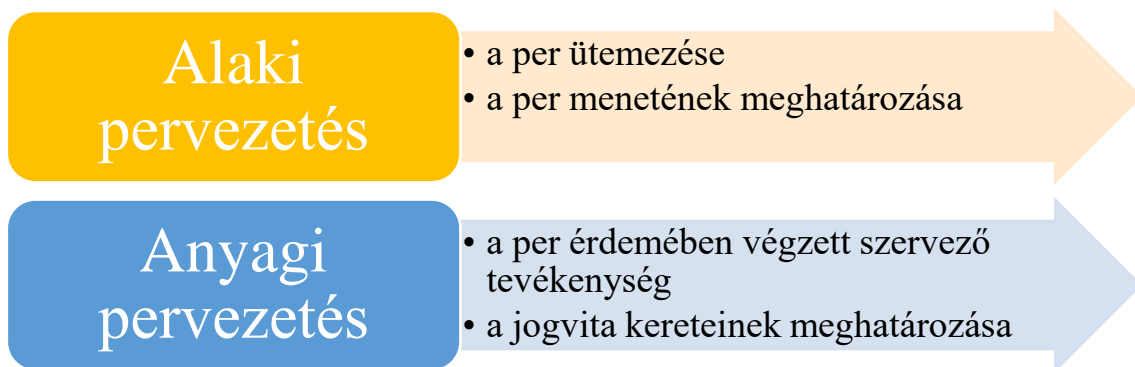 Alaki
pervezetés
• a per ütemezése
• a per menetének meghatározása
Anyagi
pervezetés
• a per érdemében végzett szervező
tevékenység
• a jogvita kereteinek meghatározása